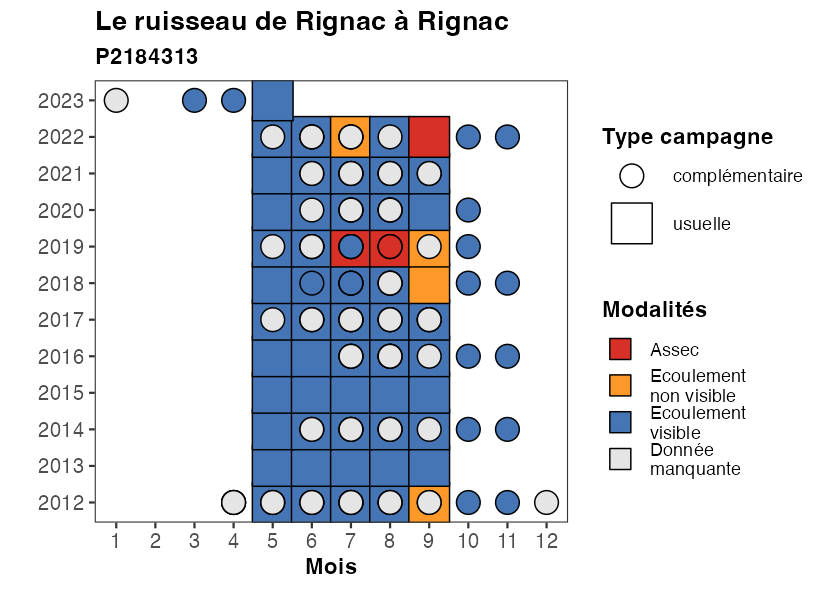 Le ruisseau de Rignac à Rignac
P2184313
2023
2022
2021
2020
2019
2018
2017
2016
2015
2014
2013
2012
1 2 3 4 5 6 7 8 9 10 11 12
Mois
Type campagne
complémentaire
usuelle
Modalités
Assec
Ecoulement
non visible
Ecoulement
visible
Donnée
manquante